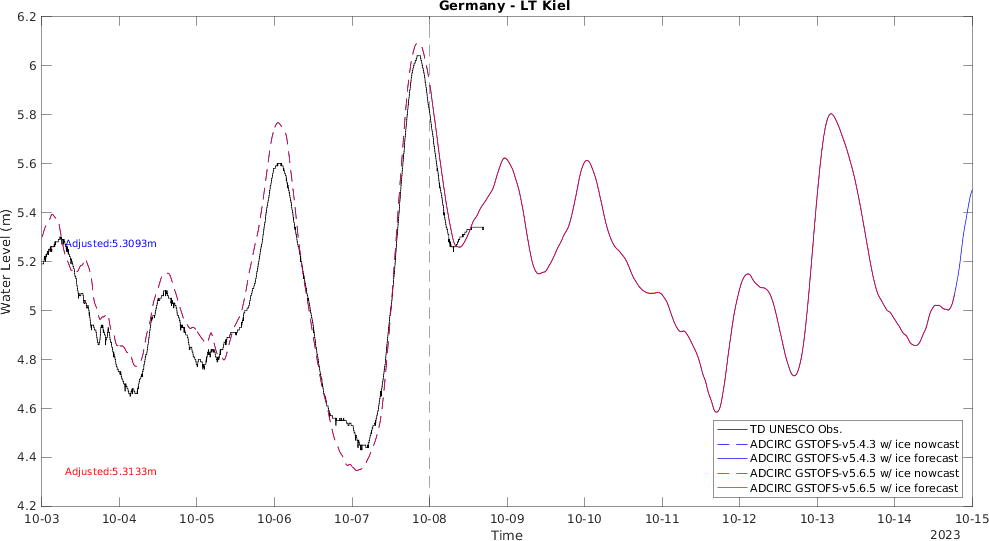 Germany - LT Kiel
6.2
6
5.8
5.6
5.4
5.2
5
4.8
4.6
4.4
4.2
Water Level (m)
Adjusted:5.3093m
Adjusted:5.3133m
TD UNESCO Obs.
ADCIRC GSTOFS-v5.4.3 w/ ice nowcast
ADCIRC GSTOFS-v5.4.3 w/ ice forecast
ADCIRC GSTOFS-v5.6.5 w/ ice nowcast
ADCIRC GSTOFS-v5.6.5 w/ ice forecast
10-03 10-04 10-05 10-06 10-07 10-08 10-09 10-10 10-11 10-12 10-13 10-14 10-15
Time
2023